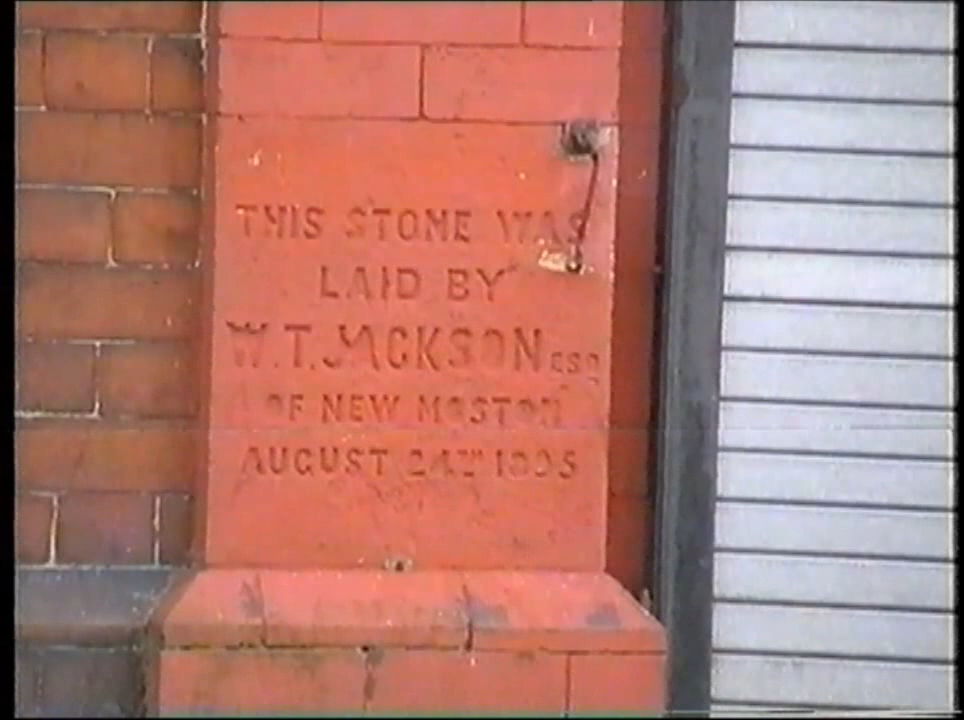 THIS STONE WAS
LAID BY
W. T. JACKSON ESQ
OF NEW MOSTON
AUGUST 24TH 1895